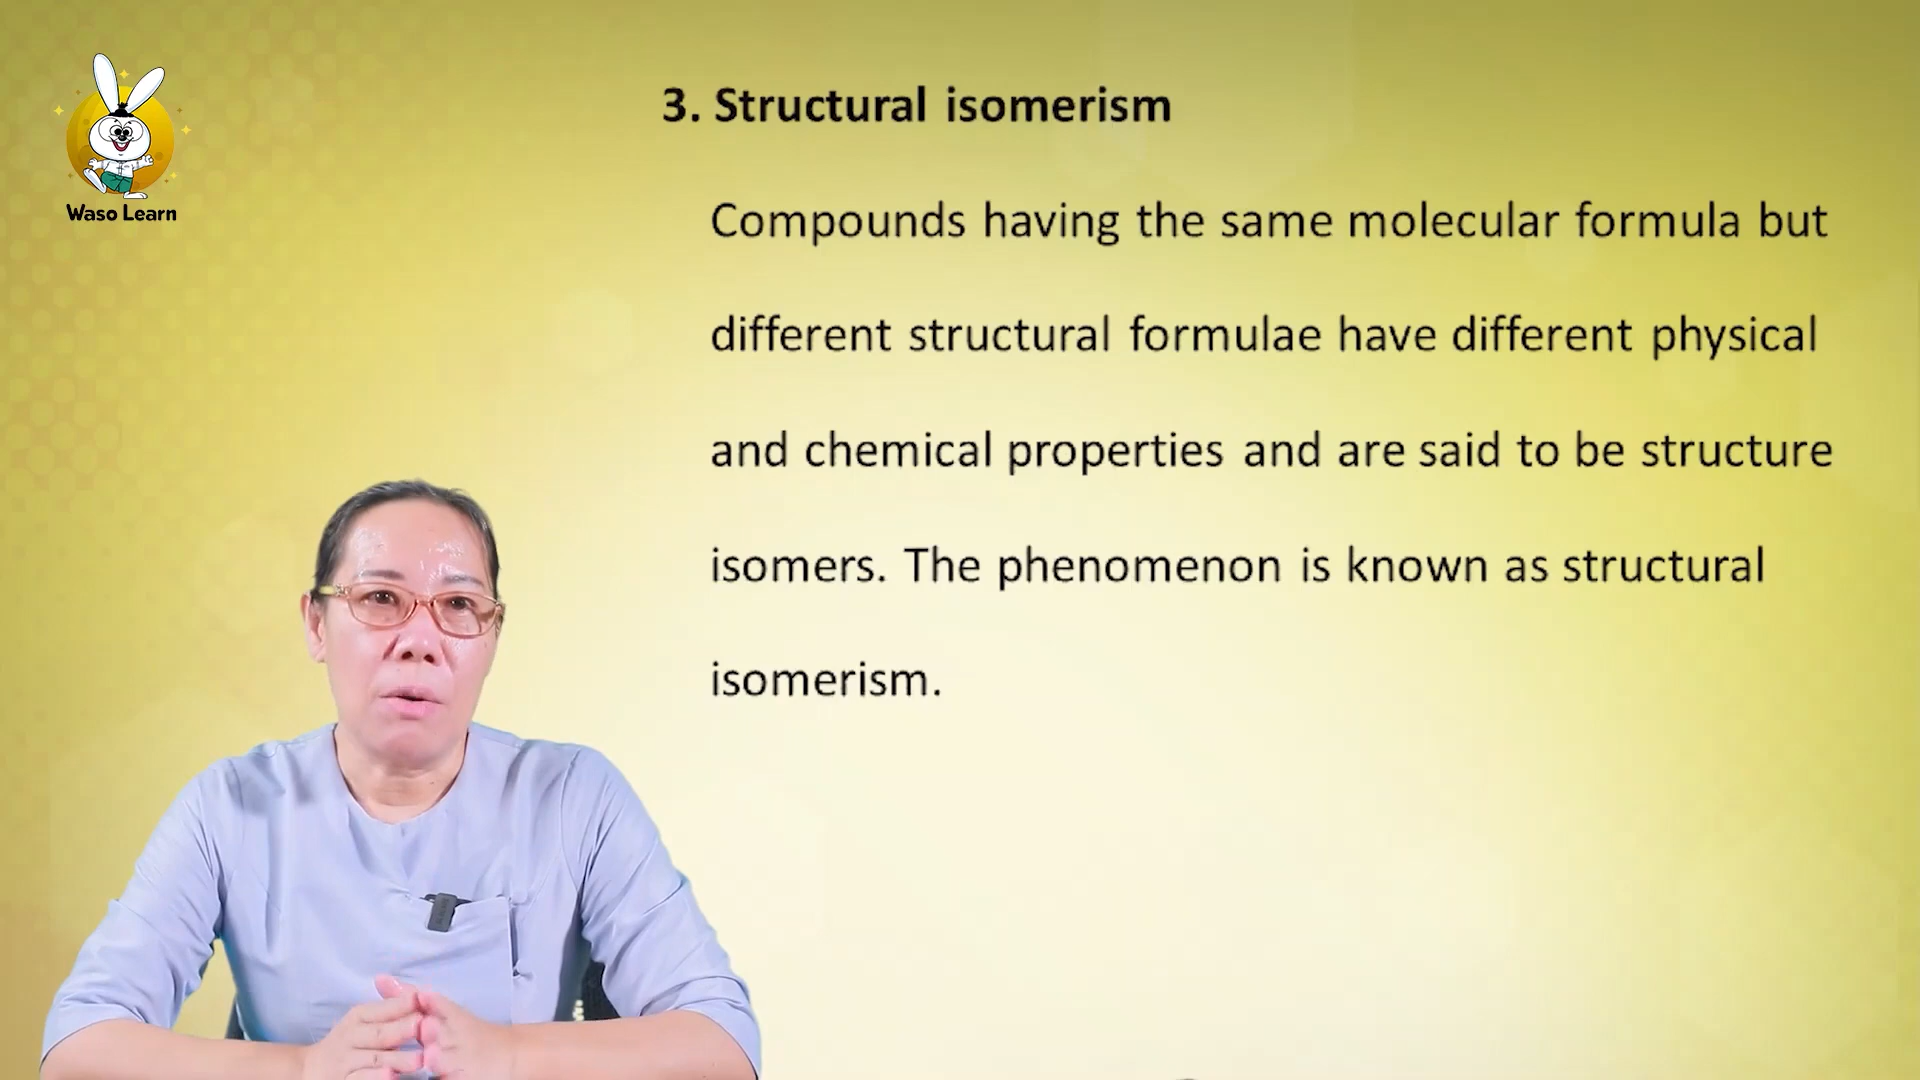 Waso Learn
3. Structural isomerism
Compounds having the same molecular formula but
different structural formulae have different physical
and chemical properties and are said to be structure
isomers. The phenomenon is known as structural
isomerism.